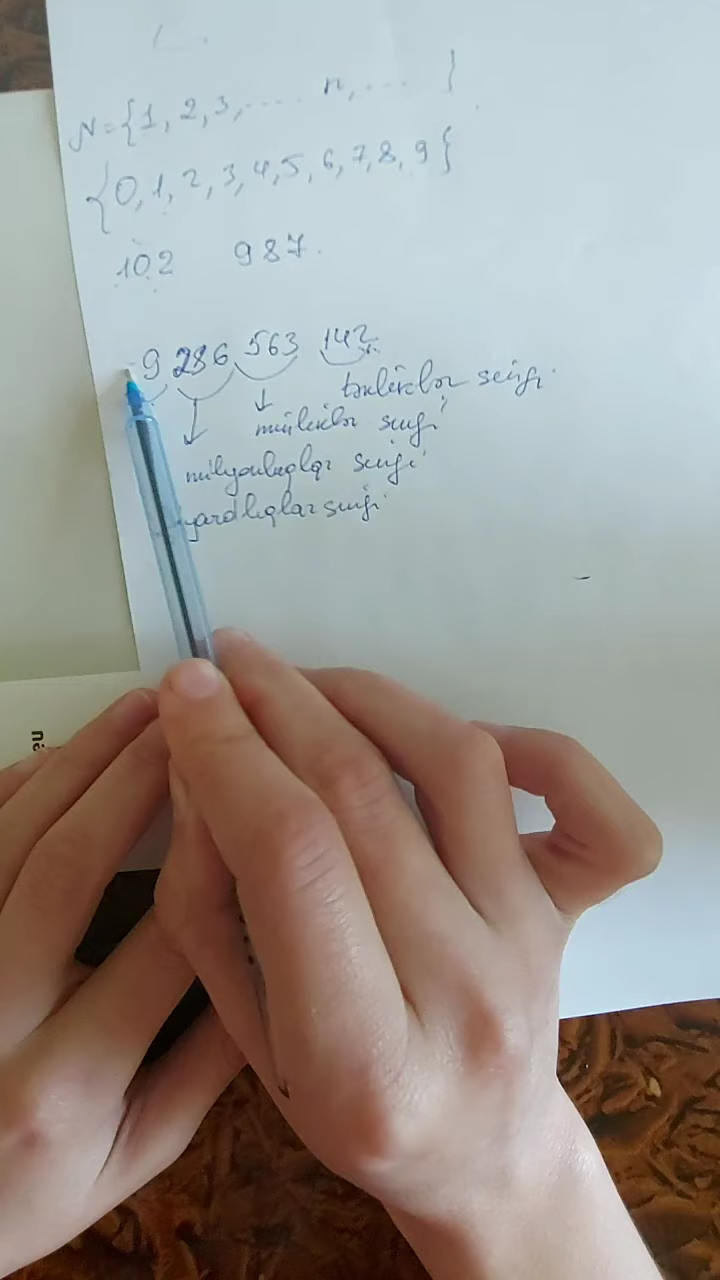 N={1, 2, 3, .... n, .... }
{0, 1, 2, 3, 4, 5, 6, 7, 8, 9}
102 987.
9 286 563 142
təkliklər sinfi
minliklər sinfi
milyonluqlar sinfi
yardlıqlar sinfi